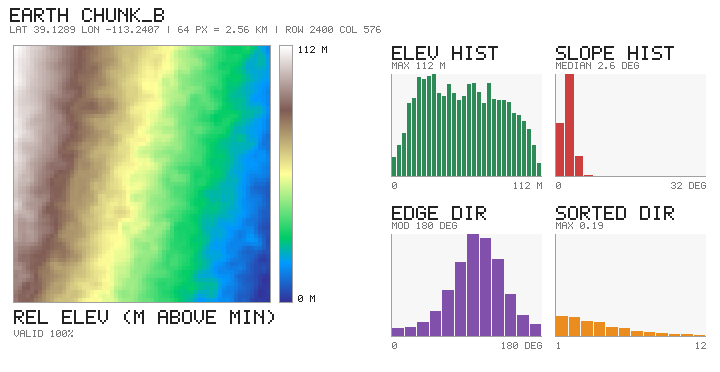 EARTH CHUNK_B
LAT 39.1289 LON -113.2407 | 64 PX = 2.56 KM | ROW 2400 COL 576
112 M
0 M
REL ELEV (M ABOVE MIN)
VALID 100%
ELEV HIST
MAX 112 M
0 112 M
SLOPE HIST
MEDIAN 2.6 DEG
0 32 DEG
EDGE DIR
MOD 180 DEG
0 180 DEG
SORTED DIR
MAX 0.19
1 12